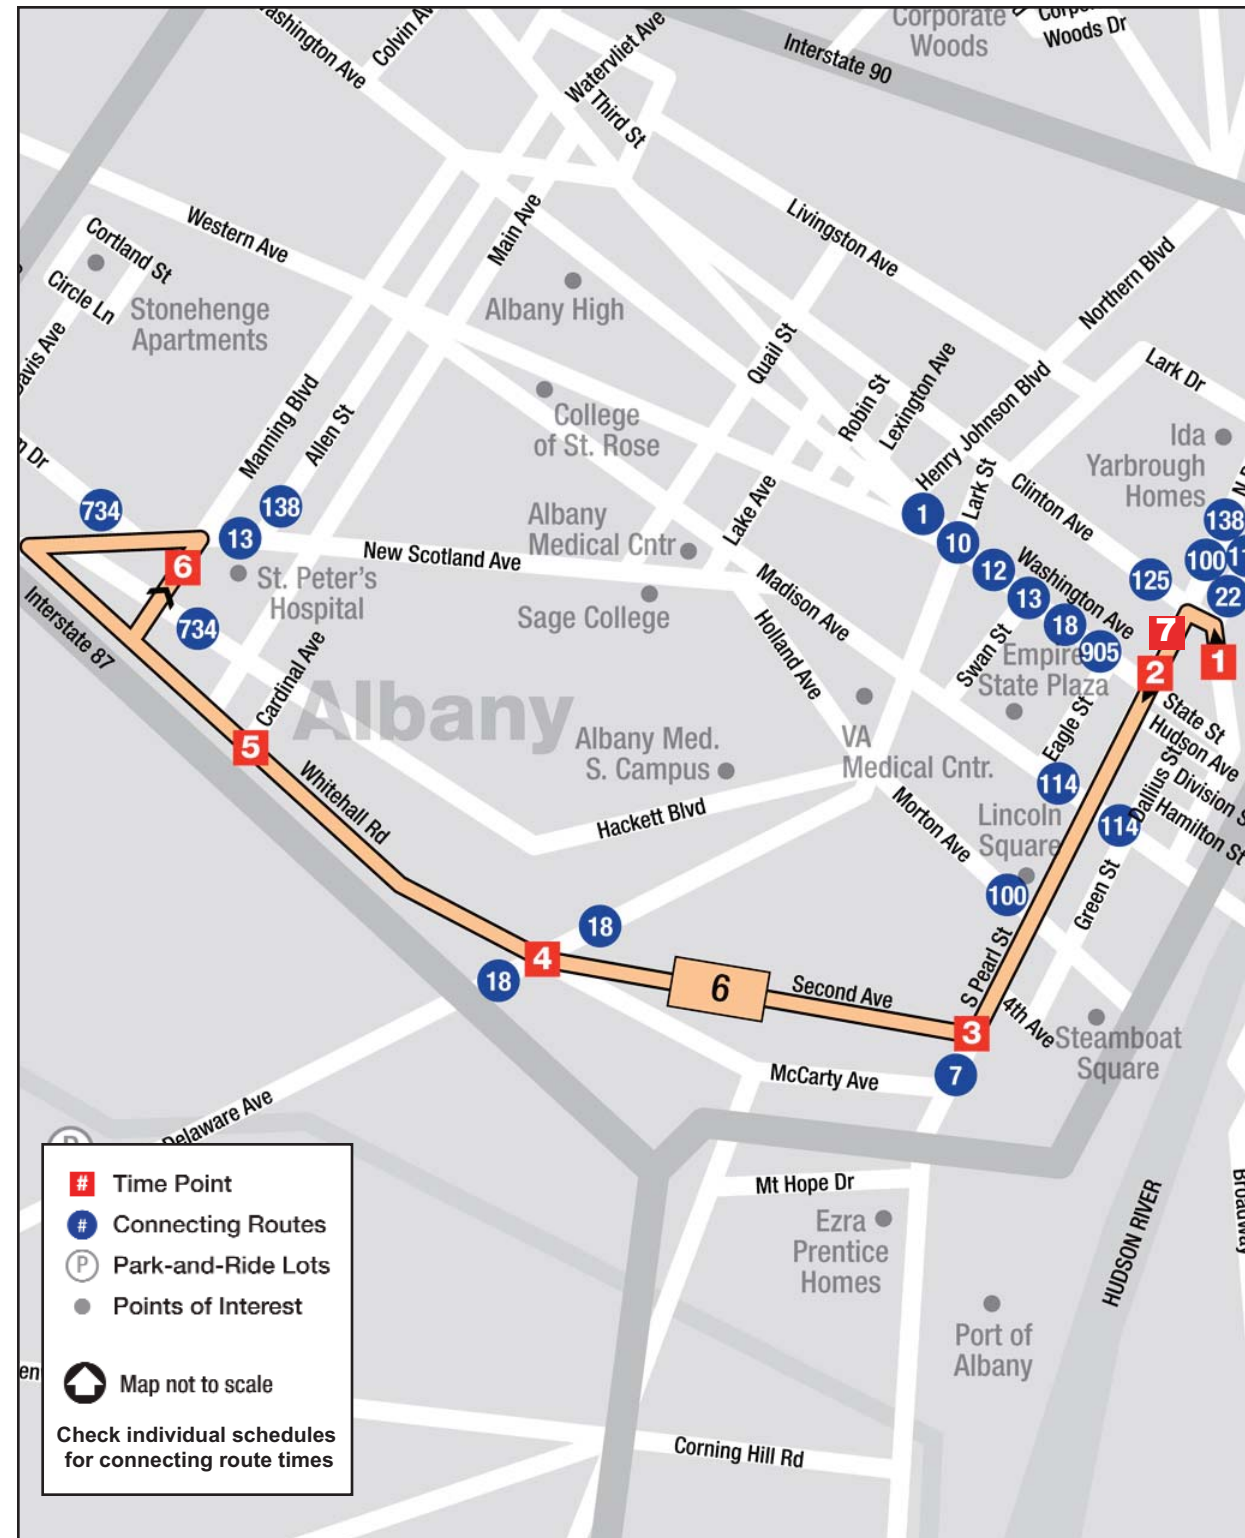 Corporate
Woods
Woods Dr
Interstate 90
Washington Ave
Colvin Av
Watervliet Ave
Third St
Western Ave
Main Ave
Livingston Ave
Northern Blvd
Cortland St
Circle Ln
Stonehenge
Apartments
Davis Ave
Albany High
Quail St
Lark Dr
College
of St. Rose
Robin St
Lexington Ave
Henry Johnson Blvd
Ida
Yarbrough
Homes
Manning Blvd
Allen St
Lark St
Clinton Ave
Lake Ave
Dr
734
138
13
Albany
Medical Cntr
1
10
12
13
18
905
Washington Ave
125
138
100
22
New Scotland Ave
6
St. Peter's
Hospital
734
Sage College
Madison Ave
Holland Ave
Swan St
Empire
State Plaza
7
2
1
Interstate 87
Cardinal Ave
Albany
5
Whitehall Rd
Albany Med.
S. Campus
VA
Medical Cntr.
Eagle St
State St
Hudson Ave
Division S
Hamilton St
Dallius St
114
114
Hackett Blvd
Morton Ave
Lincoln
Square
100
Green St
18
4
18
6
Second Ave
S Pearl St
3
4th Ave
Steamboat
Square
7
McCarty Ave
Delaware Ave
Mt Hope Dr
Ezra
Prentice
Homes
HUDSON RIVER
Broadway
Port of
Albany
Corning Hill Rd
P
# Time Point
# Connecting Routes
P Park-and-Ride Lots
Points of Interest
Map not to scale
Check individual schedules
for connecting route times